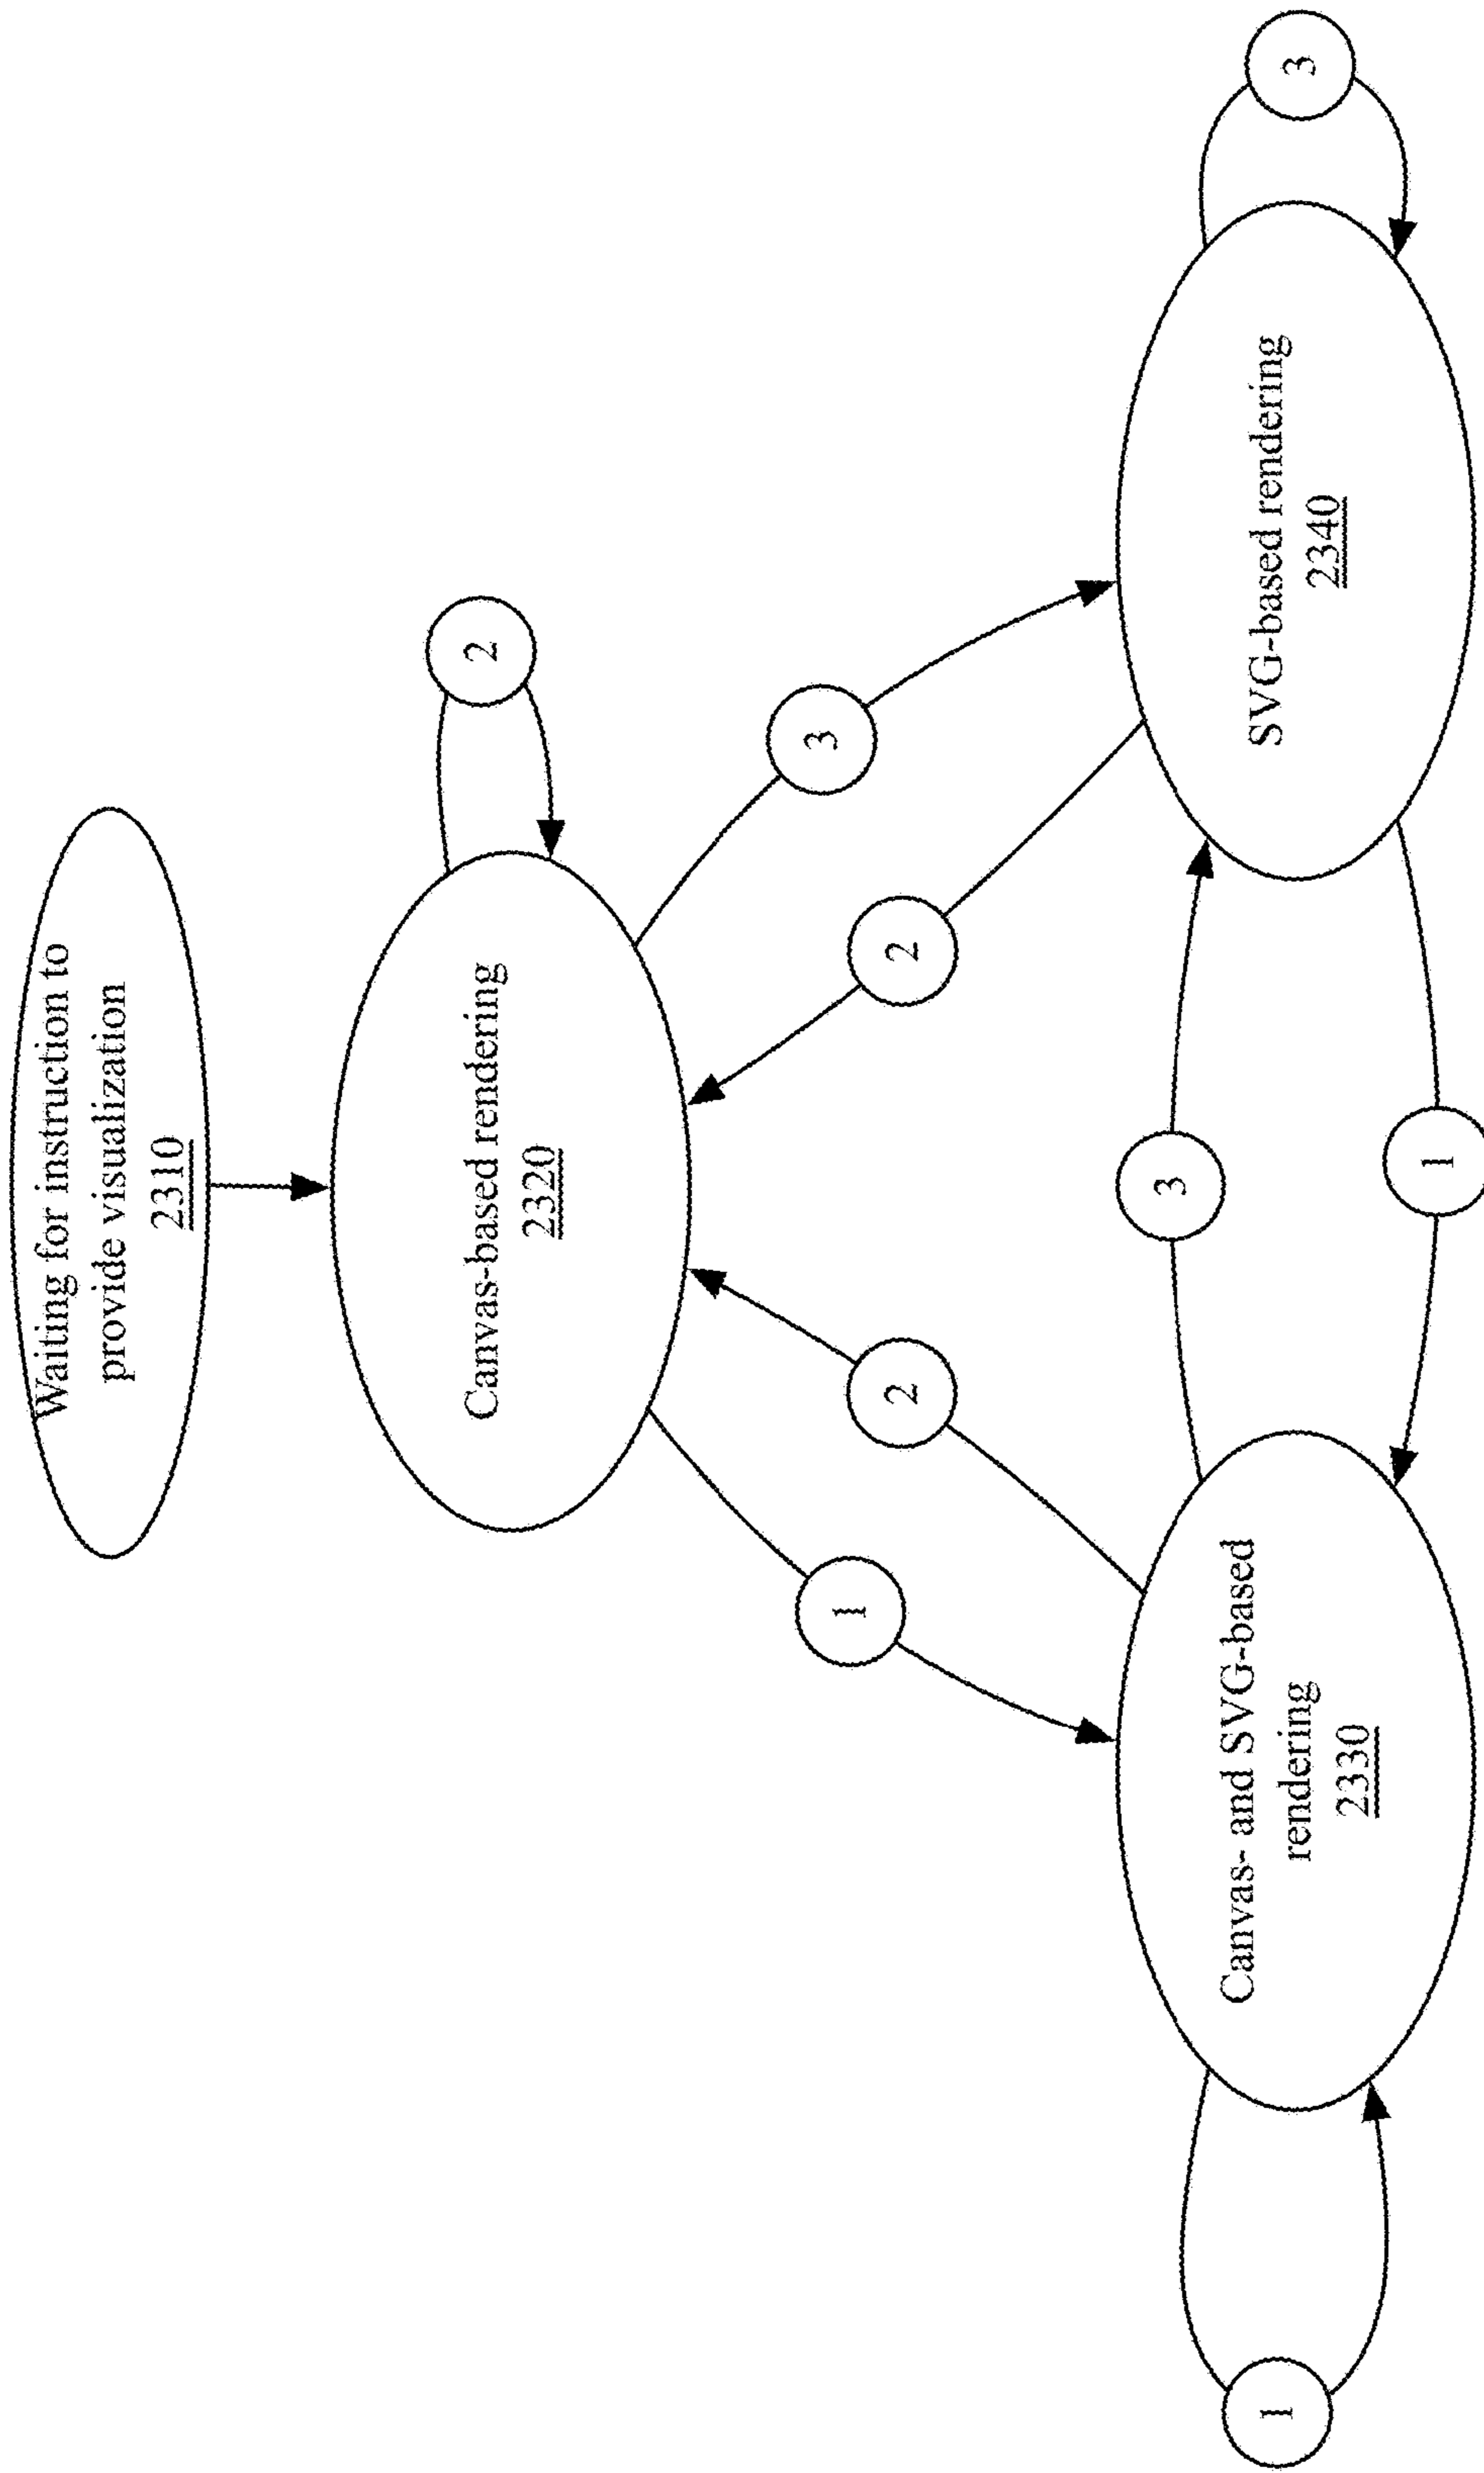 Waiting for instruction to
provide visualization
2310
Canvas-based rendering
2320
2
1
2
2
3
Canvas- and SVG-based
rendering
2330
1
3
1
SVG-based rendering
2340
3